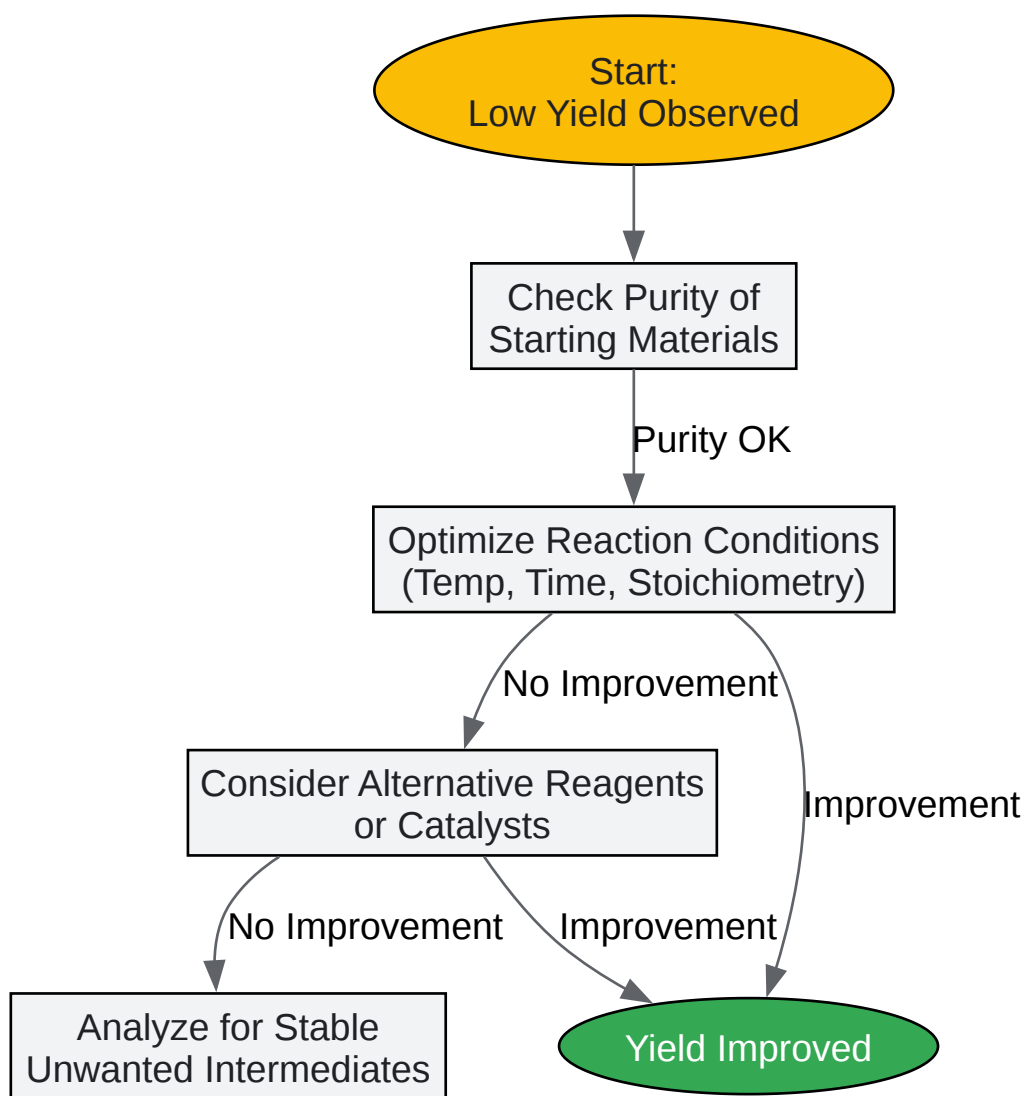 Start:
Low Yield Observed
Check Purity of
Starting Materials
Purity OK
Optimize Reaction Conditions
(Temp, Time, Stoichiometry)
No Improvement
Consider Alternative Reagents
or Catalysts
Improvement
No Improvement
Improvement
Analyze for Stable
Unwanted Intermediates
Yield Improved